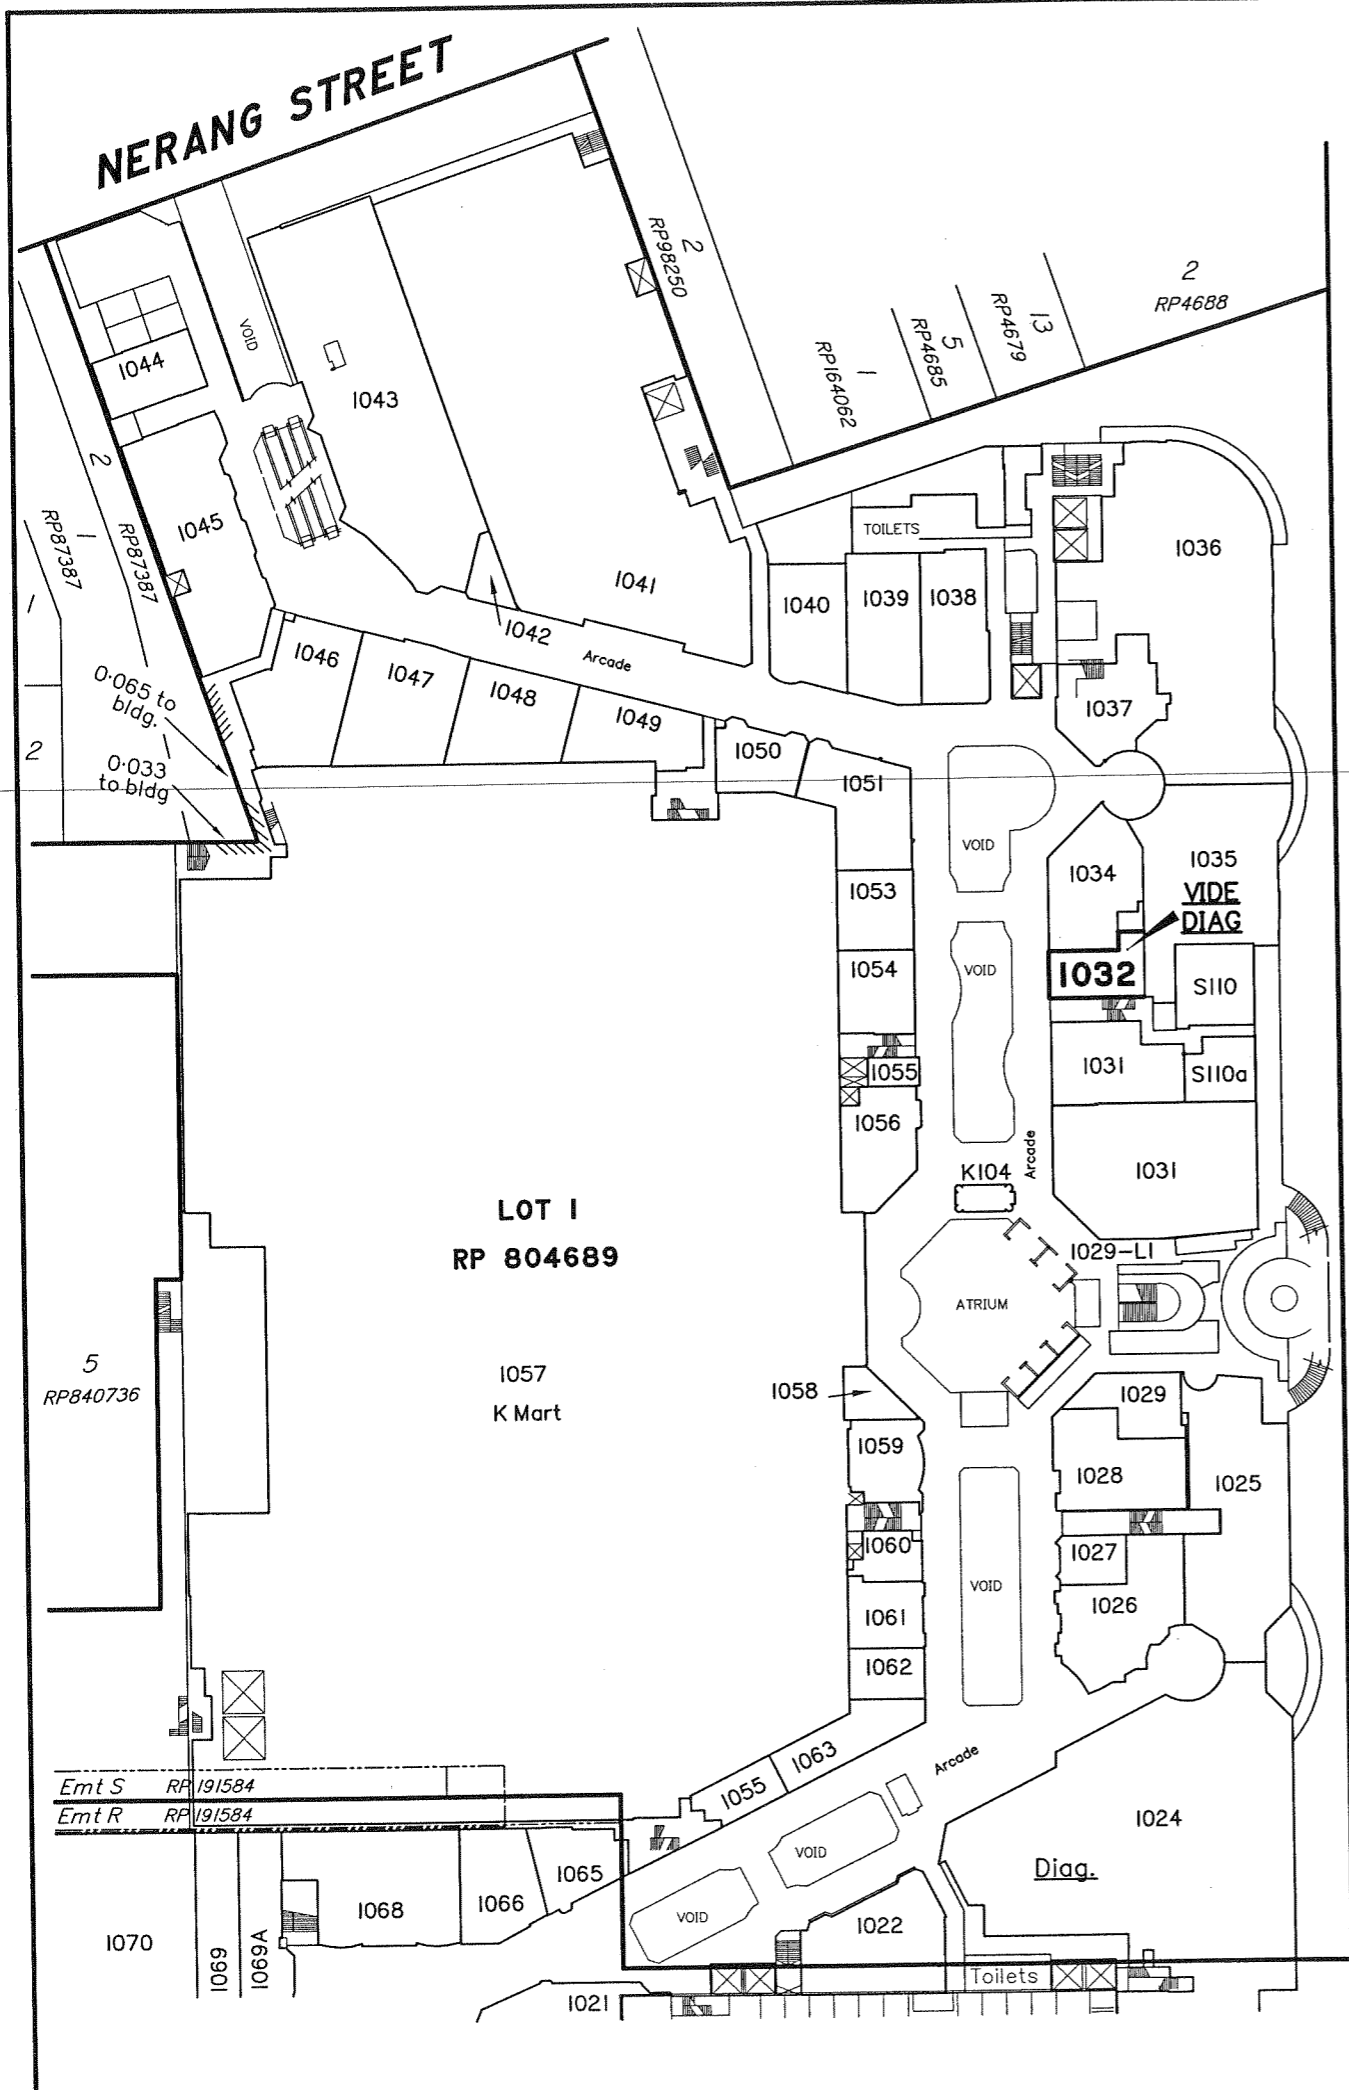 NERANG STREET
2
RP98250
2
RP4688
13
RP4679
5
RP4685
1
RP164062
VOID
1044
1043
2
RP87387
1
RP87387
1045
1
2
TOILETS
1036
1041
1040
1039
1038
1042
Arcade
1046
1047
1048
1049
1037
0·065 to
bldg.
0·033
to bldg
1050
1051
VOID
1034
1035
VIDE
DIAG
1053
1054
VOID
1032
S110
1055
1031
S110a
1056
Arcade
K104
1031
LOT 1
RP 804689
1029-L1
ATRIUM
5
RP840736
1057
K Mart
1058
1029
1059
1028
1025
1060
1027
VOID
1061
1026
1062
Arcade
1063
1055
Emt S RP 191584
Emt R RP 191584
1024
VOID
Diag.
1065
1066
1068
VOID
1022
1070
1069
1069A
Toilets
1021